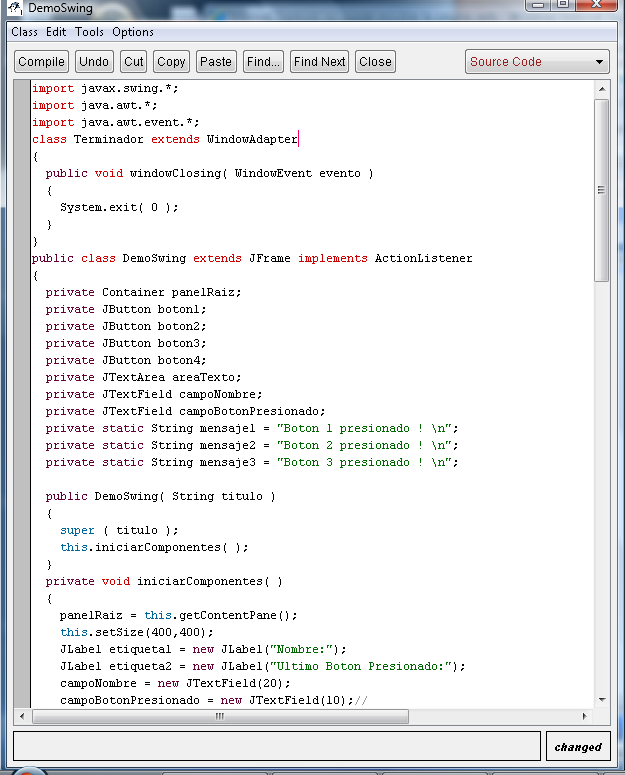 DemoSwing
Class Edit Tools Options
Compile Undo Cut Copy Paste Find... Find Next Close Source Code
import javax.swing.*;
import java.awt.*;
import java.awt.event.*;
class Terminador extends WindowAdapter
{
  public void windowClosing( WindowEvent evento )
  {
    System.exit( 0 );
  }
}
public class DemoSwing extends JFrame implements ActionListener
{
  private Container panelRaiz;
  private JButton boton1;
  private JButton boton2;
  private JButton boton3;
  private JButton boton4;
  private JTextArea areaTexto;
  private JTextField campoNombre;
  private JTextField campoBotonPresionado;
  private static String mensaje1 = "Boton 1 presionado ! \n";
  private static String mensaje2 = "Boton 2 presionado ! \n";
  private static String mensaje3 = "Boton 3 presionado ! \n";
  public DemoSwing( String titulo )
  {
    super ( titulo );
    this.iniciarComponentes( );
  }
  private void iniciarComponentes( )
  {
    panelRaiz = this.getContentPane();
    this.setSize(400,400);
    JLabel etiqueta1 = new JLabel("Nombre:");
    JLabel etiqueta2 = new JLabel("Ultimo Boton Presionado:");
    campoNombre = new JTextField(20);
    campoBotonPresionado = new JTextField(10);//
changed